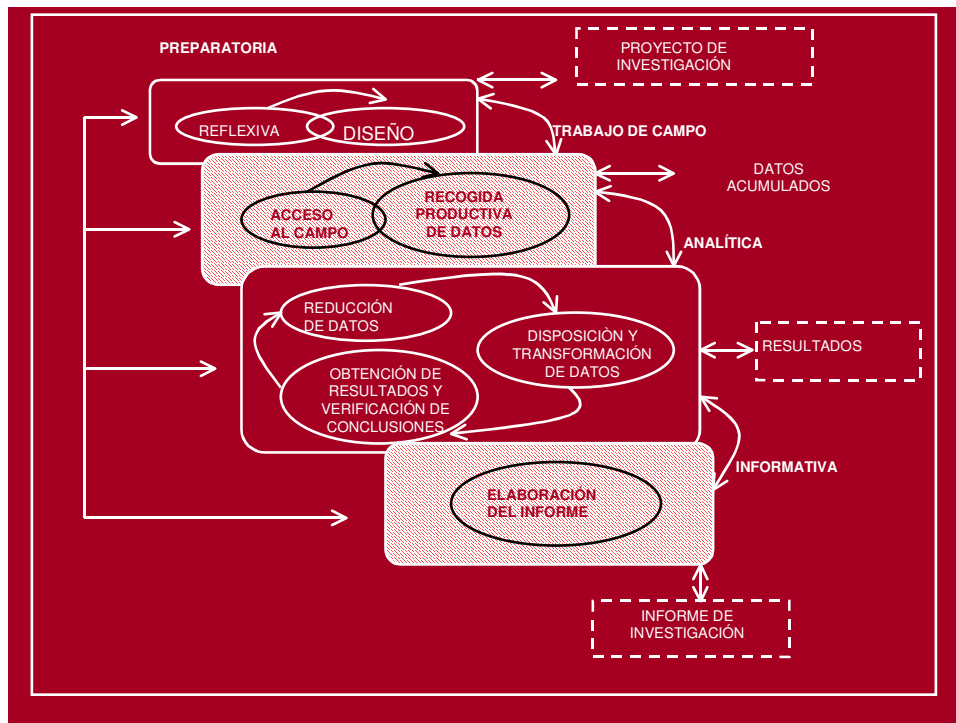 PREPARATORIA
PROYECTO DE
INVESTIGACIÓN
REFLEXIVA
DISEÑO
TRABAJO DE CAMPO
DATOS
ACUMULADOS
ACCESO
AL CAMPO
RECOGIDA
PRODUCTIVA
DE DATOS
ANALÍTICA
REDUCCIÓN
DE DATOS
DISPOSICIÒN Y
TRANSFORMACIÓN
DE DATOS
RESULTADOS
OBTENCIÓN DE
RESULTADOS Y
VERIFICACIÓN DE
CONCLUSIONES
INFORMATIVA
ELABORACIÓN
DEL INFORME
INFORME DE
INVESTIGACIÓN